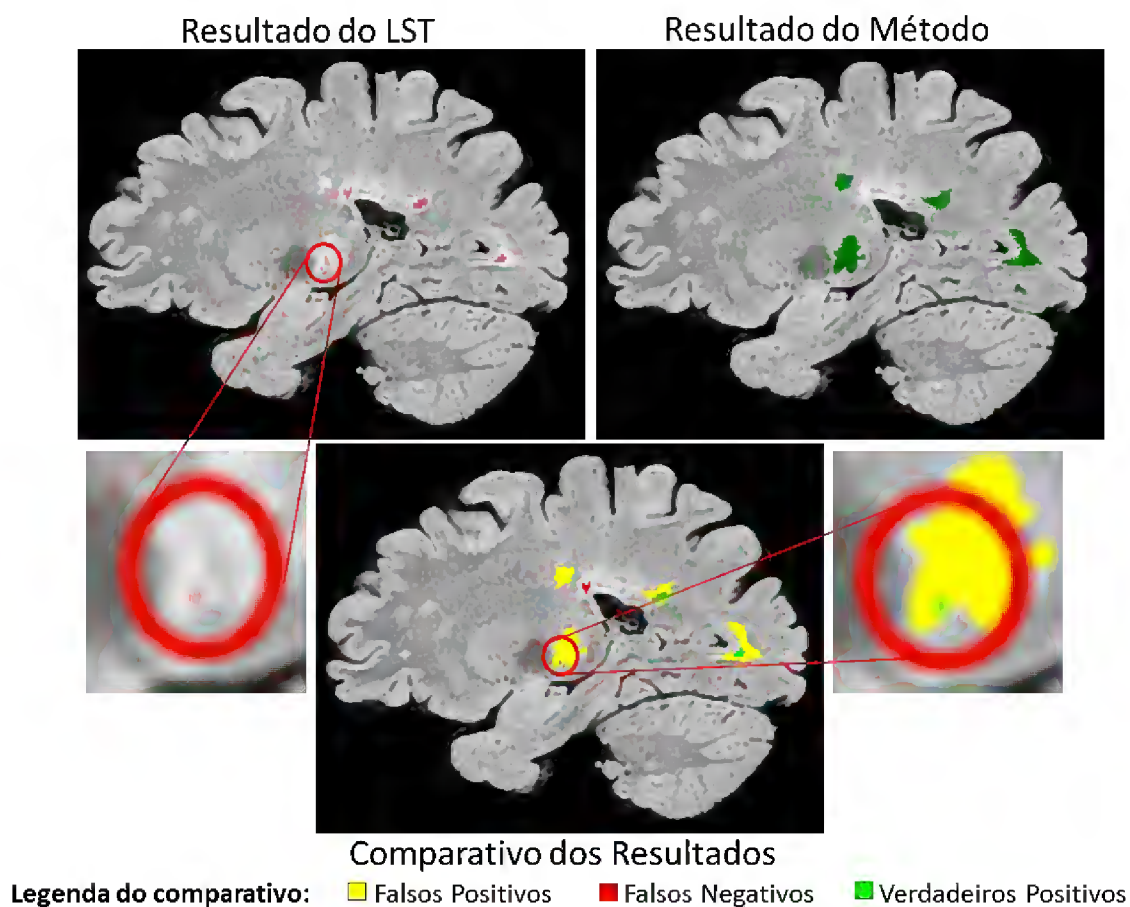 Resultado do LST
Resultado do Método
Comparativo dos Resultados
Legenda do comparativo: Falsos Positivos Falsos Negativos Verdadeiros Positivos